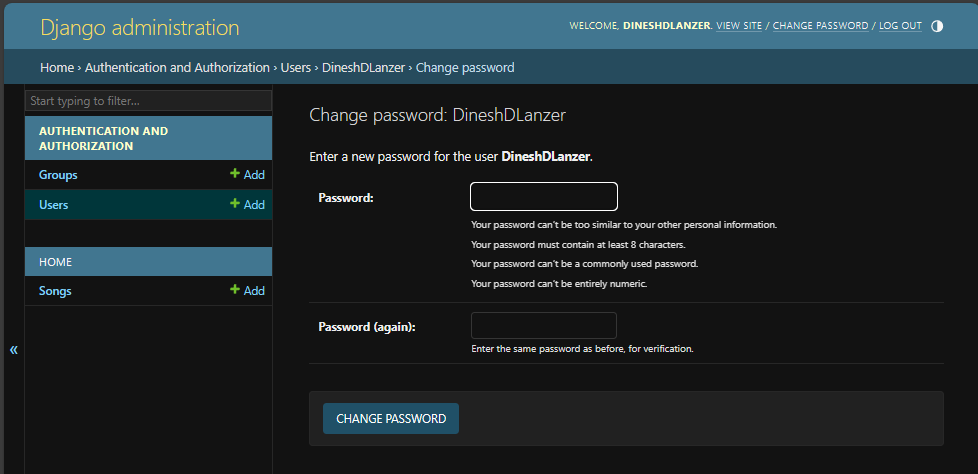 Django administration
WELCOME, DINESHDLANZER. VIEW SITE / CHANGE PASSWORD / LOG OUT
Home › Authentication and Authorization › Users › DineshDLanzer › Change password
Start typing to filter...
AUTHENTICATION AND
AUTHORIZATION
Groups + Add
Users + Add
HOME
Songs + Add
«
Change password: DineshDLanzer
Enter a new password for the user DineshDLanzer.
Password:
Your password can't be too similar to your other personal information.
Your password must contain at least 8 characters.
Your password can't be a commonly used password.
Your password can't be entirely numeric.
Password (again):
Enter the same password as before, for verification.
CHANGE PASSWORD